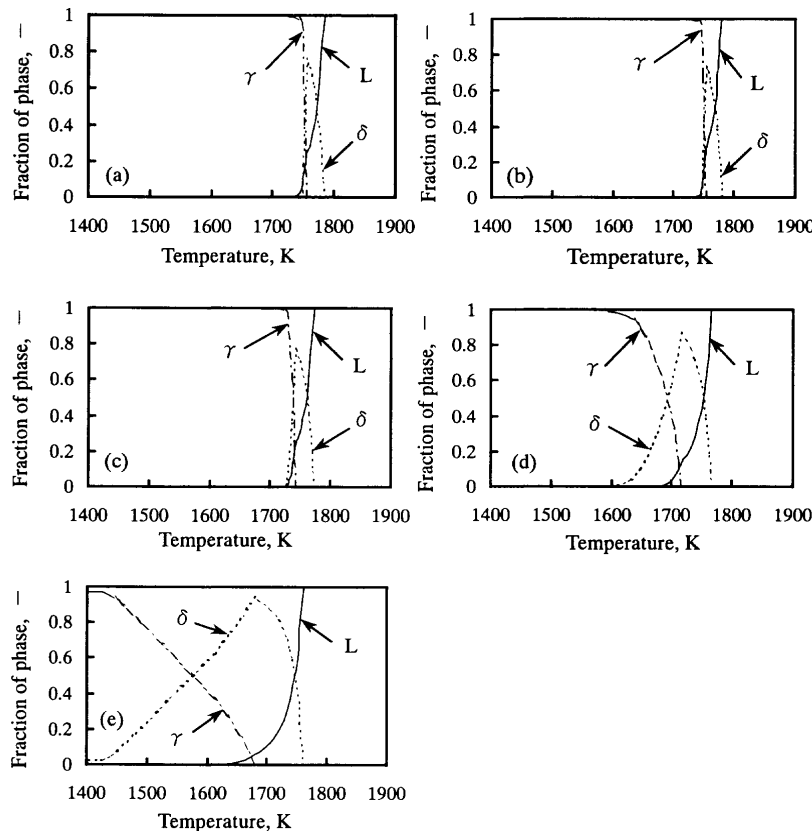 Fraction of phase, —
1
0.8
0.6
0.4
0.2
0
γ
L
δ
(a)
1400 1500 1600 1700 1800 1900
Temperature, K
Fraction of phase, —
1
0.8
0.6
0.4
0.2
0
γ
L
δ
(b)
1400 1500 1600 1700 1800 1900
Temperature, K
Fraction of phase, —
1
0.8
0.6
0.4
0.2
0
γ
L
δ
(c)
1400 1500 1600 1700 1800 1900
Temperature, K
Fraction of phase, —
1
0.8
0.6
0.4
0.2
0
γ
L
δ
(d)
1400 1500 1600 1700 1800 1900
Temperature, K
Fraction of phase, —
1
0.8
0.6
0.4
0.2
0
δ
L
(e)
γ
1400 1500 1600 1700 1800 1900
Temperature, K